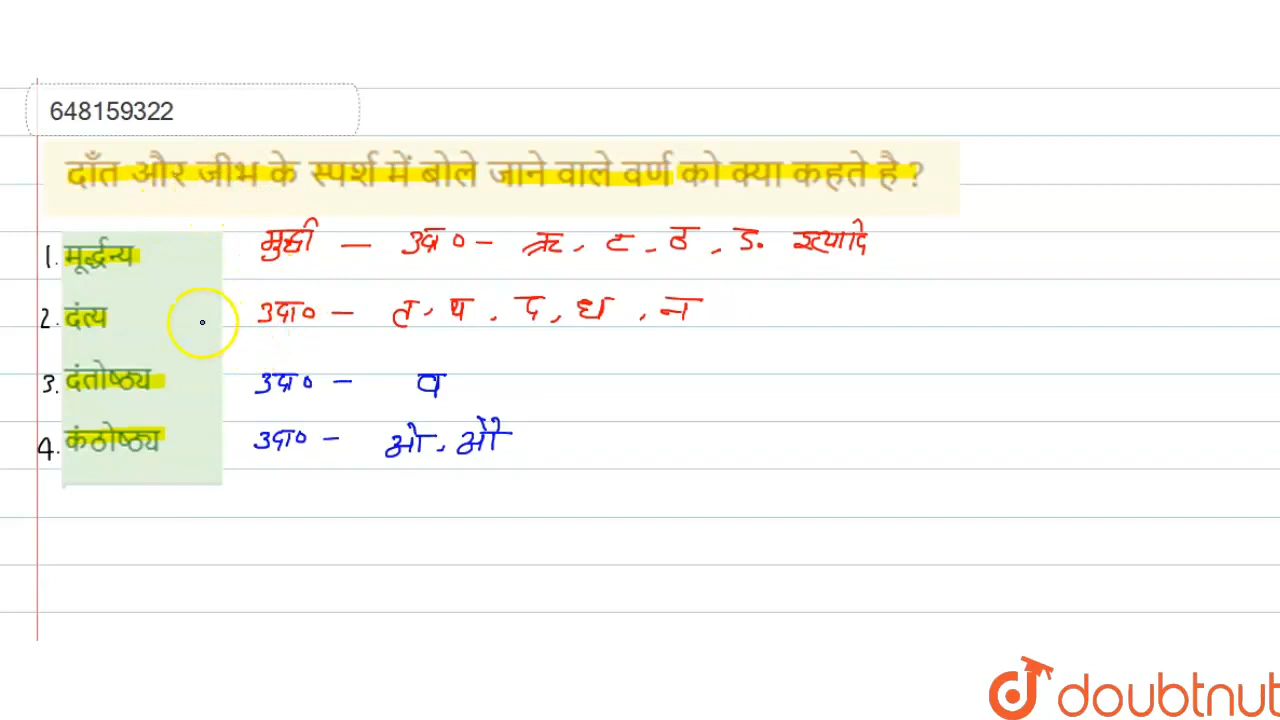 648159322
दाँत और जीभ के स्पर्श में बोले जाने वाले वर्ण को क्या कहते है ?
1. मूर्द्धन्य मुर्द्धा – उदा० – ऋ, ट, ठ, ड. इत्यादि
2. दंत्य उदा० – त, थ, द, ध, न
3. दंतोष्ठ्य उदा० – व
4. कंठोष्ठ्य उदा० – ओ, औ
doubtnut